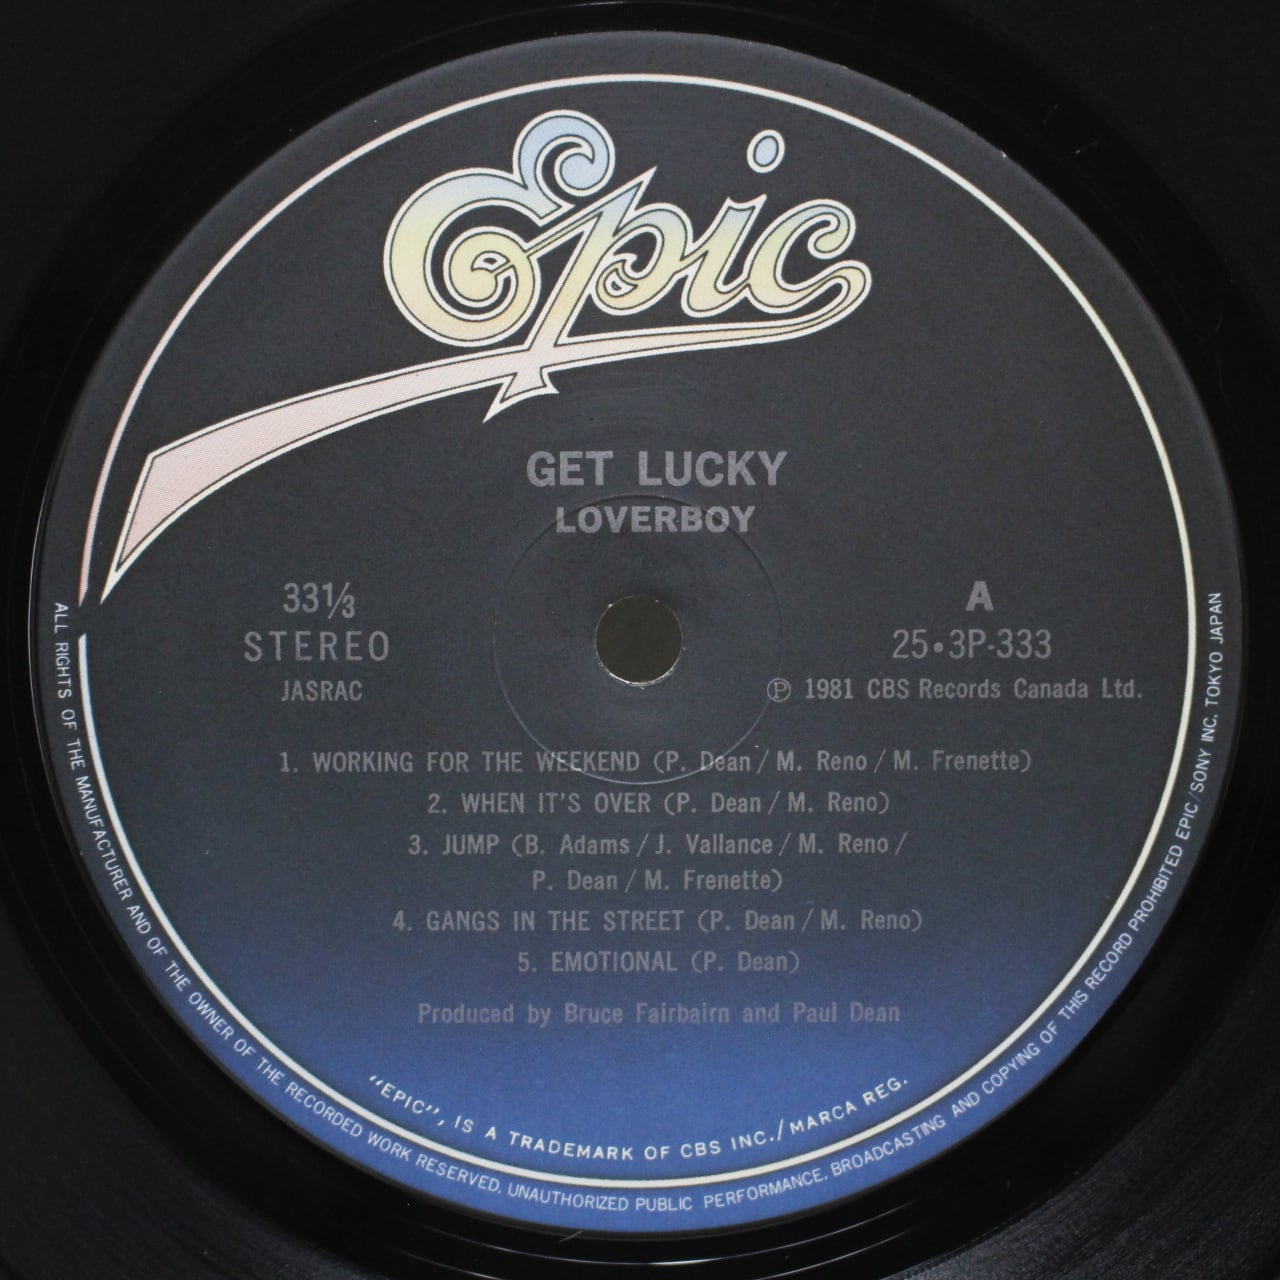 Epic
GET LUCKY
LOVERBOY
33⅓
STEREO
JASRAC
A
25•3P-333
Ⓟ 1981 CBS Records Canada Ltd.
1. WORKING FOR THE WEEKEND (P. Dean / M. Reno / M. Frenette)
2. WHEN IT'S OVER (P. Dean / M. Reno)
3. JUMP (B. Adams / J. Vallance / M. Reno /
P. Dean / M. Frenette)
4. GANGS IN THE STREET (P. Dean / M. Reno)
5. EMOTIONAL (P. Dean)
Produced by Bruce Fairbairn and Paul Dean
"EPIC", IS A TRADEMARK OF CBS INC./MARCA REG.
ALL RIGHTS OF THE MANUFACTURER AND OF THE OWNER OF THE RECORDED WORK RESERVED. UNAUTHORIZED PUBLIC PERFORMANCE, BROADCASTING AND COPYING OF THIS RECORD PROHIBITED EPIC/SONY INC. TOKYO JAPAN